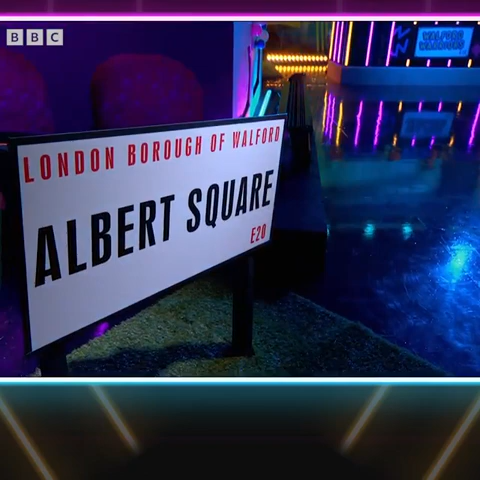 BBC
LONDON BOROUGH OF WALFORD
ALBERT SQUARE
E20
WALFORD
WARRIORS